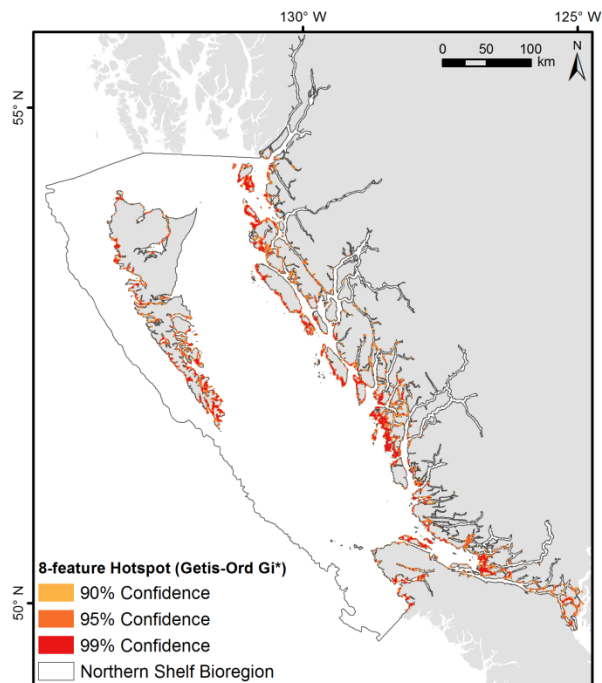 130° W 125° W
0 50 100
km
N
55° N
50° N
8-feature Hotspot (Getis-Ord Gi*)
90% Confidence
95% Confidence
99% Confidence
Northern Shelf Bioregion